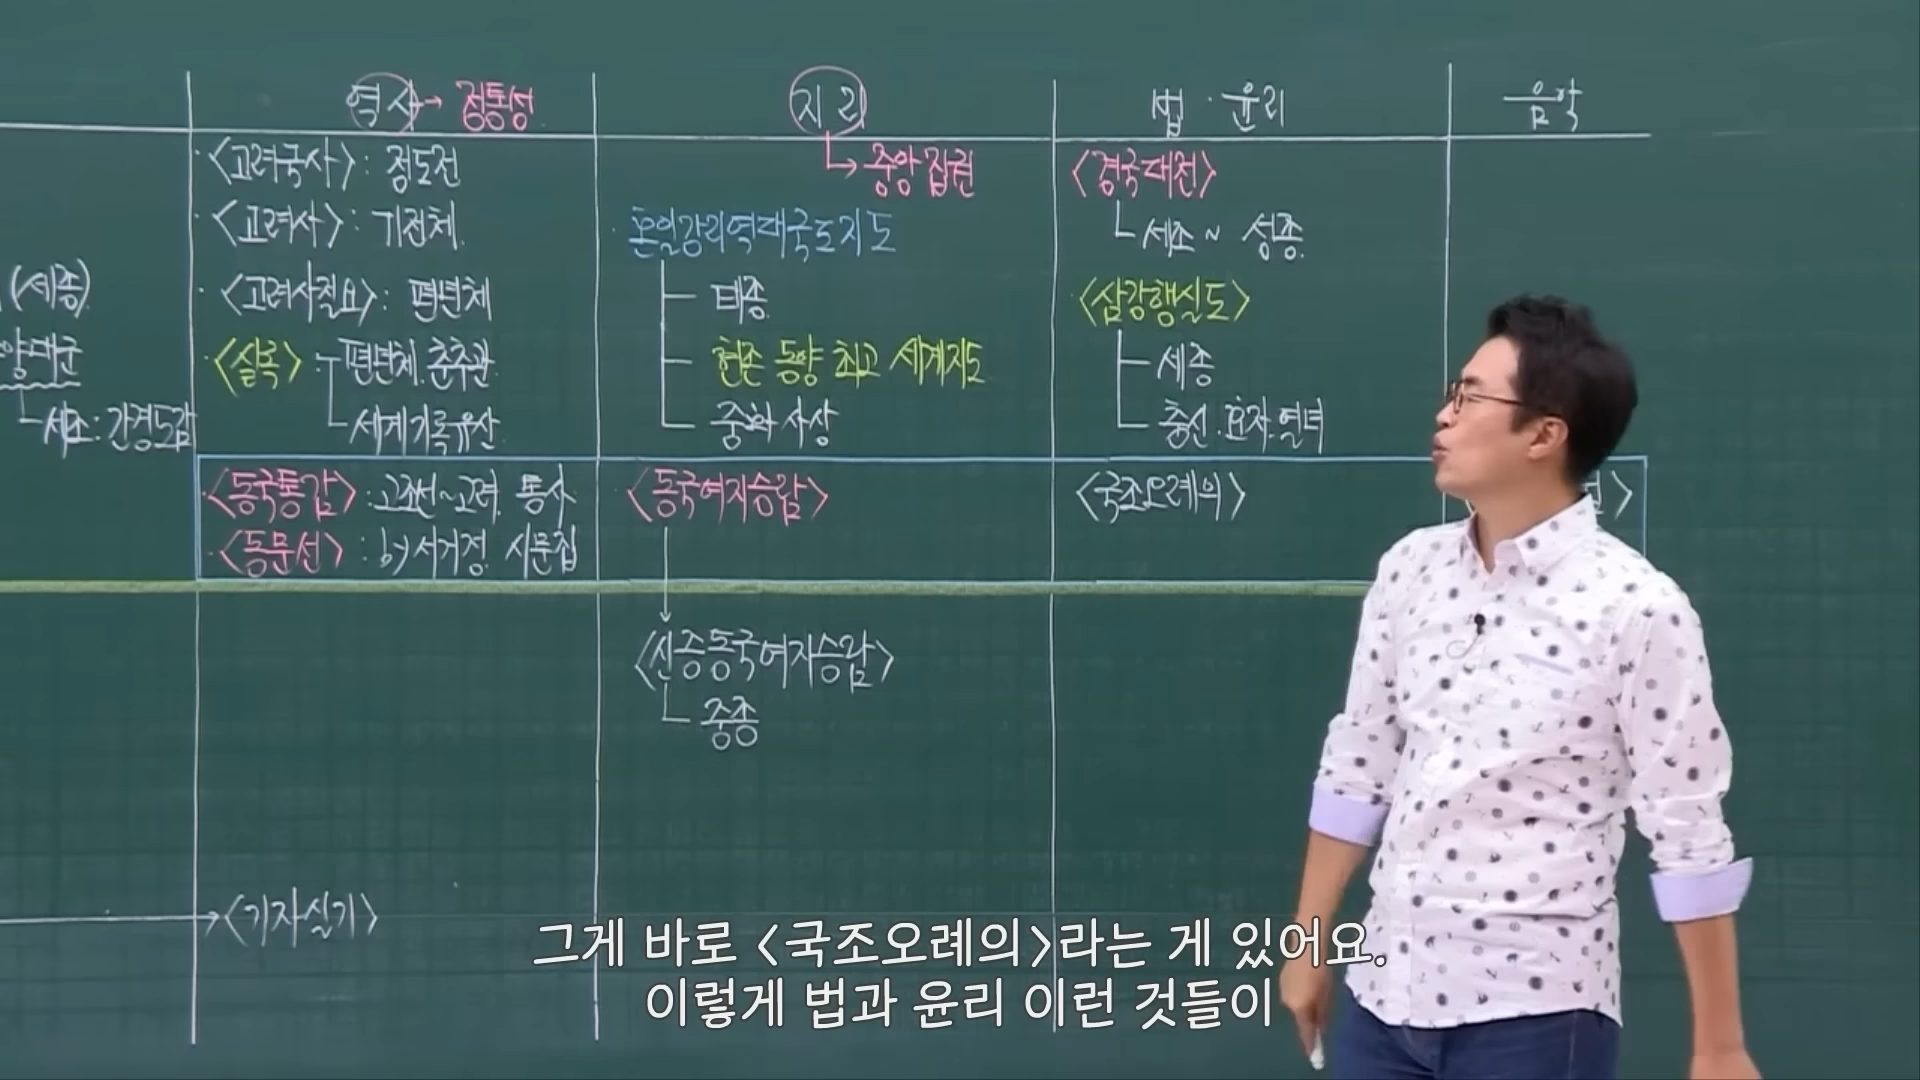 역사 → 정통성
지리
→ 중앙집권
법·윤리
음악
(세종)
양대군
세조: 간경도감
<고려국사>: 정도전
<고려사>: 기전체
<고려사절요>: 편년체
<실록>: 편년체. 춘추관
세계기록유산
<동국통감>: 고조선~고려 통사
<동문선>: by 서거정 시문집
<기자실기>
혼일강리역대국도지도
태종
현존 동양 최고 세계지도
중화사상
<동국여지승람>
<신증동국여지승람>
중종
<경국대전>
세조~성종
<삼강행실도>
세종
충신.효자.열녀
<국조오례의>
그게 바로 <국조오례의>라는 게 있어요.
이렇게 법과 윤리 이런 것들이